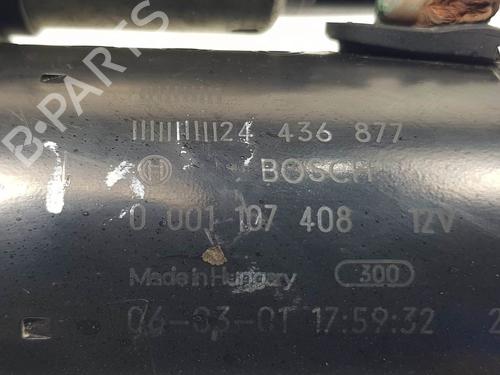 B-PARTS
||||||||||24 436 877
BOSCH
0 001 107 408 12V
Made in Hungary 300
06-03-01 17:59:32 2